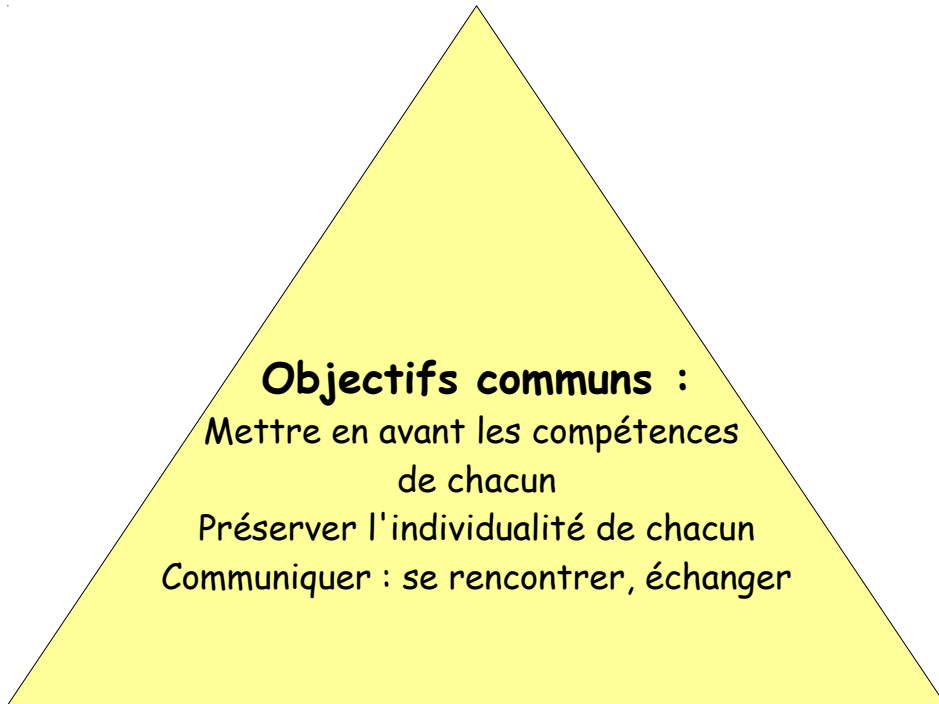 Objectifs communs :
Mettre en avant les compétences
de chacun
Préserver l'individualité de chacun
Communiquer : se rencontrer, échanger